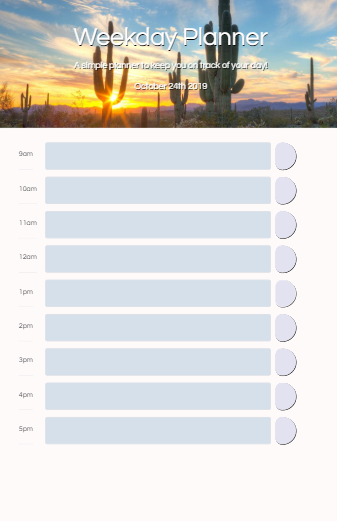 Weekday Planner
A simple planner to keep you on track of your day!
October 24th 2019
9am
10am
11am
12am
1pm
2pm
3pm
4pm
5pm